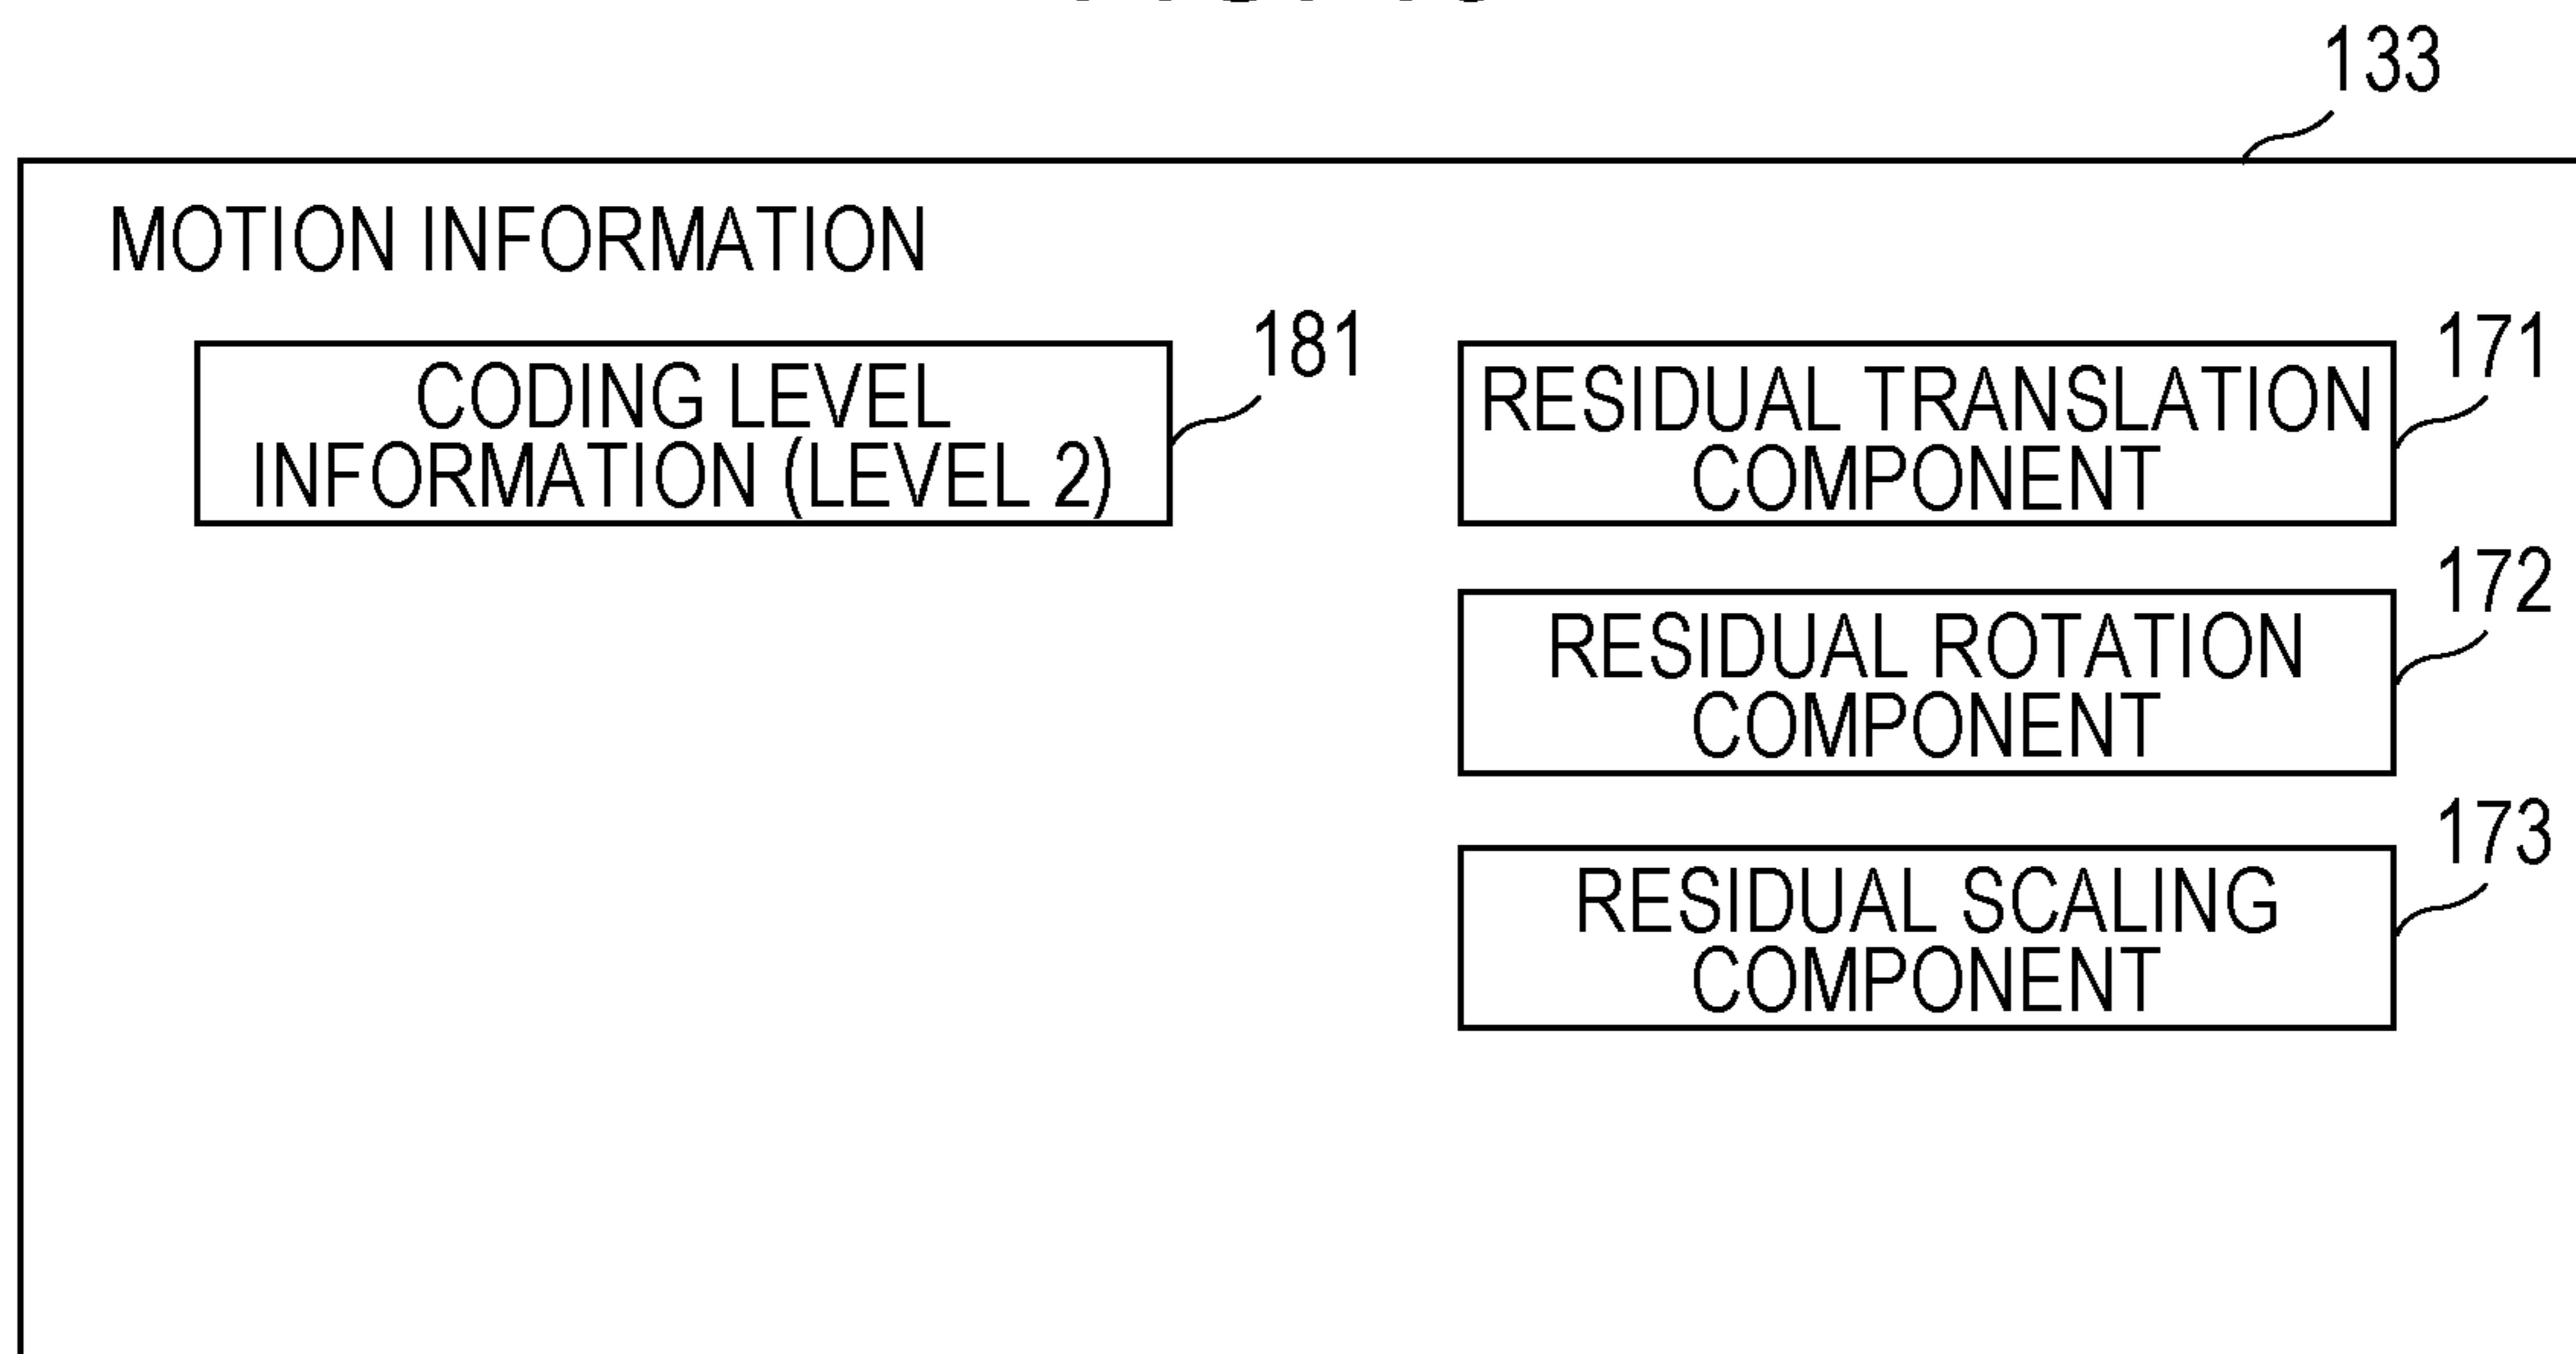 133
MOTION INFORMATION
CODING LEVEL
INFORMATION (LEVEL 2)
181
RESIDUAL TRANSLATION
COMPONENT
171
RESIDUAL ROTATION
COMPONENT
172
RESIDUAL SCALING
COMPONENT
173